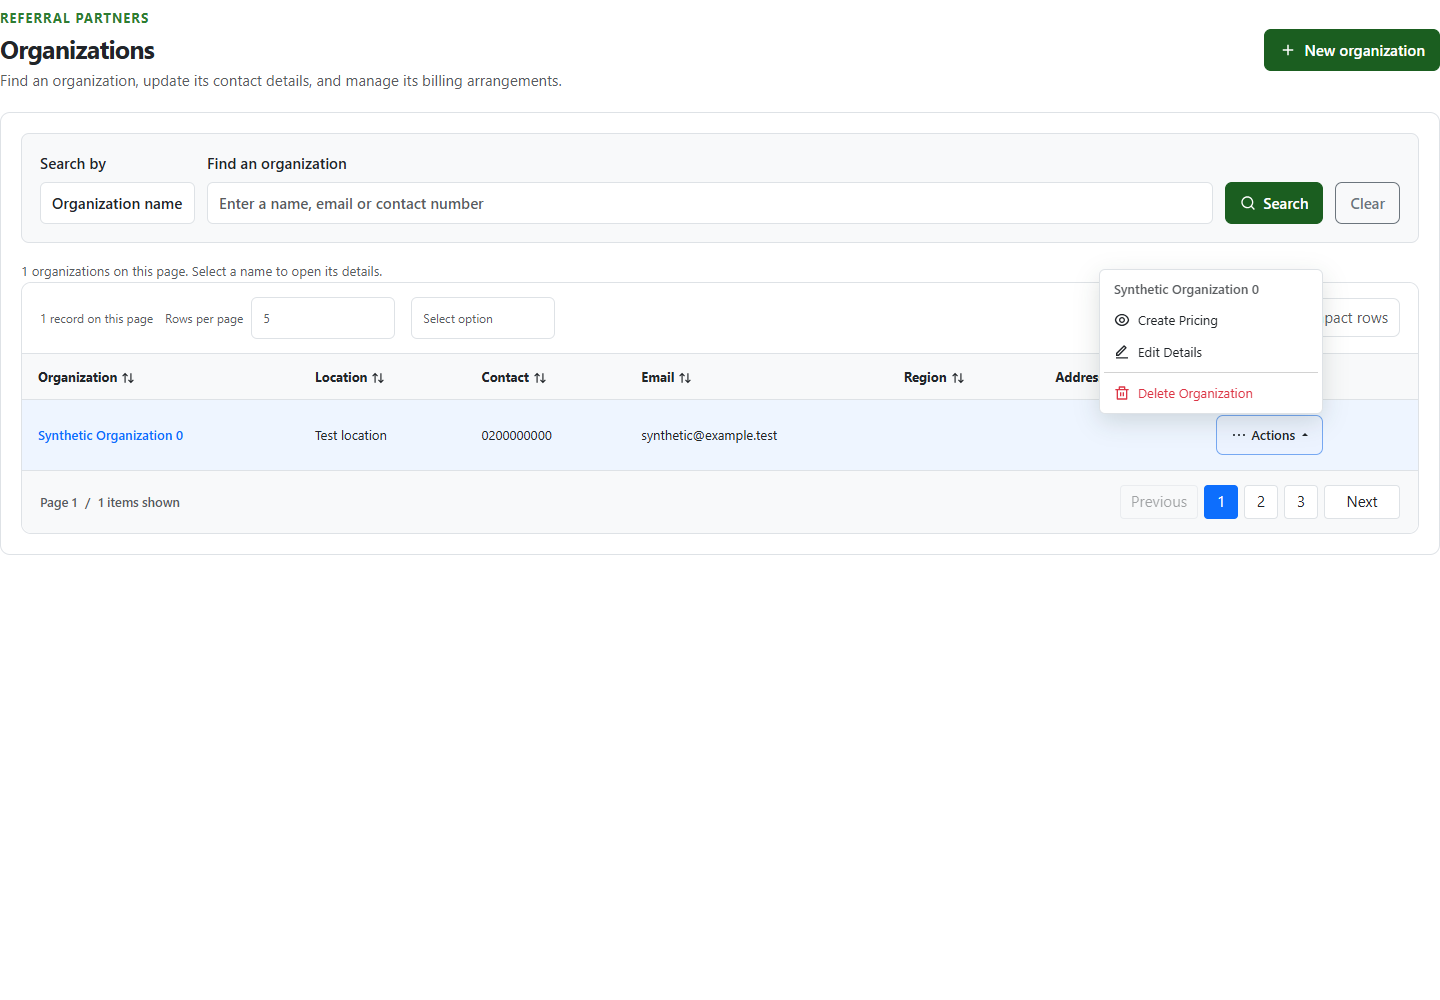 REFERRAL PARTNERS
Organizations
Find an organization, update its contact details, and manage its billing arrangements.
New organization
Search by
Find an organization
Organization name
Enter a name, email or contact number
Search
Clear
1 organizations on this page. Select a name to open its details.
1 record on this page
Rows per page
5
Select option
pact rows
Synthetic Organization 0
Create Pricing
Edit Details
Delete Organization
Organization
Location
Contact
Email
Region
Addres
Synthetic Organization 0
Test location
0200000000
synthetic@example.test
Actions
Page 1 / 1 items shown
Previous
1
2
3
Next